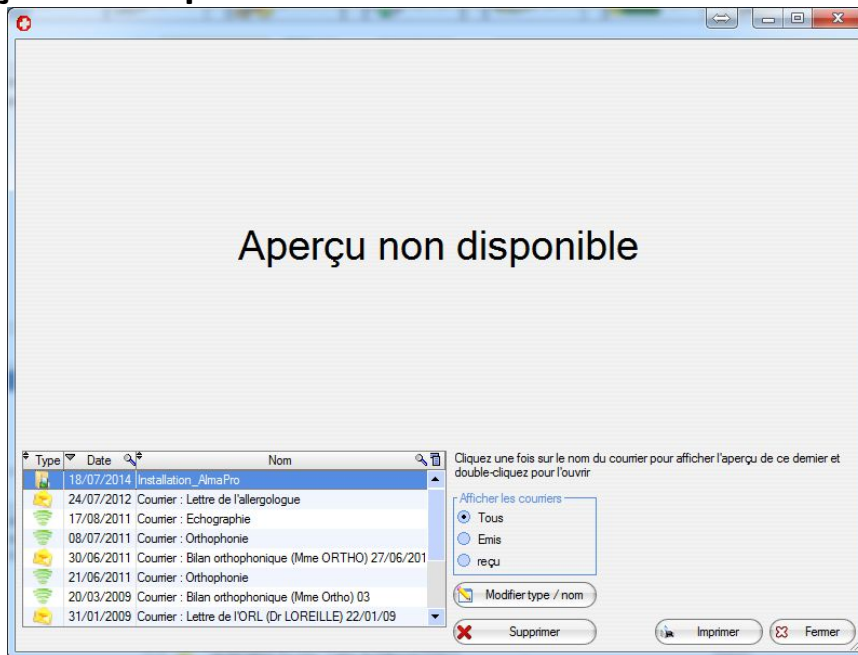 Aperçu non disponible
Type Date Nom
18/07/2014 Installation_AlmaPro
24/07/2012 Courrier : Lettre de l'allergologue
17/08/2011 Courrier : Echographie
08/07/2011 Courrier : Orthophonie
30/06/2011 Courrier : Bilan orthophonique (Mme ORTHO) 27/06/201
21/06/2011 Courrier : Orthophonie
20/03/2009 Courrier : Bilan orthophonique (Mme Ortho) 03
31/01/2009 Courrier : Lettre de l'ORL (Dr LOREILLE) 22/01/09
Cliquez une fois sur le nom du courrier pour afficher l'aperçu de ce dernier et
double-cliquez pour l'ouvrir
Afficher les courriers
Tous
Emis
reçu
Modifier type / nom
Supprimer
Imprimer
Fermer